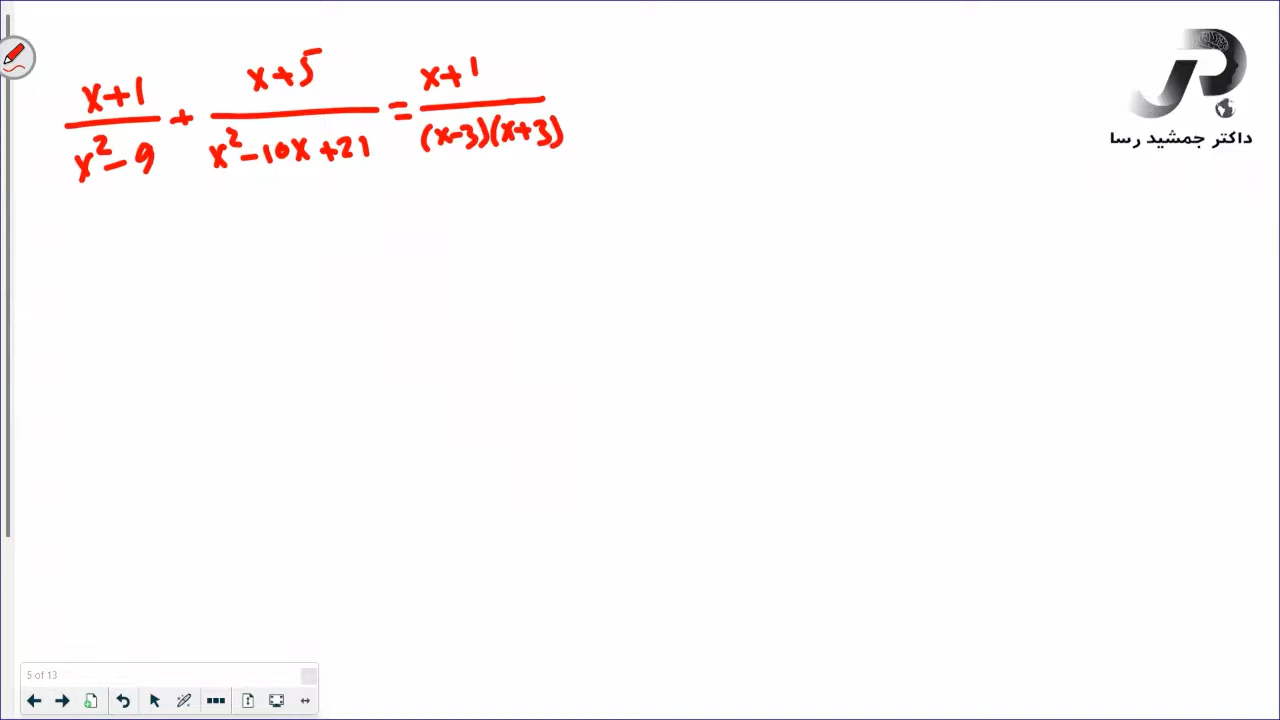 x+1/x²-9 + x+5/x²-10x+21 = x+1/(x-3)(x+3)
داکتر جمشید رسا
5 of 13